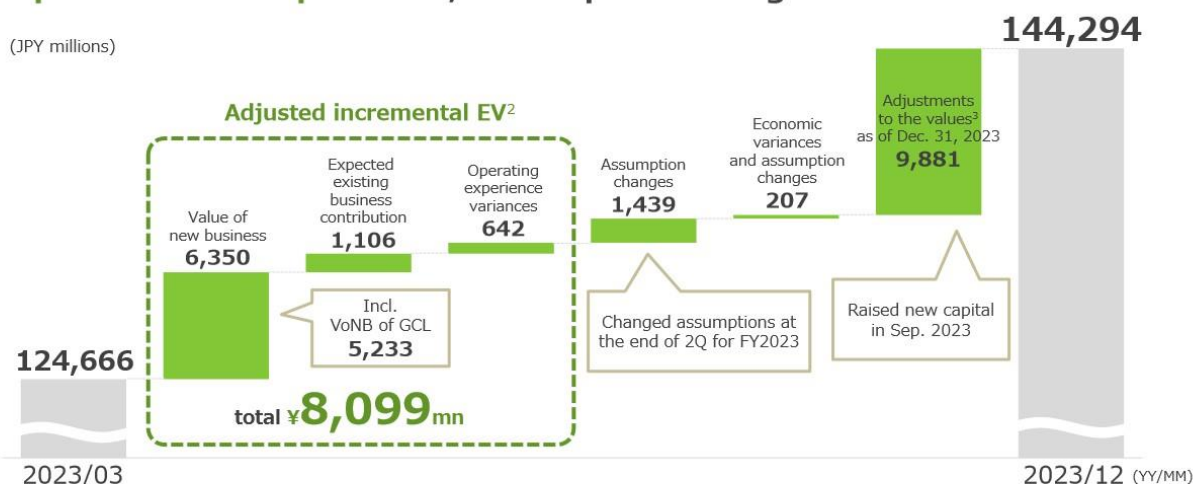 (JPY millions)
144,294
Adjusted incremental EV2
Value of
new business
6,350
Expected
existing
business
contribution
1,106
Operating
experience
variances
642
Assumption
changes
1,439
Economic
variances
and assumption
changes
207
Adjustments
to the values3
as of Dec. 31, 2023
9,881
Incl.
VoNB of GCL
5,233
Changed assumptions at
the end of 2Q for FY2023
Raised new capital
in Sep. 2023
124,666
total ¥8,099mn
2023/03
2023/12 (YY/MM)